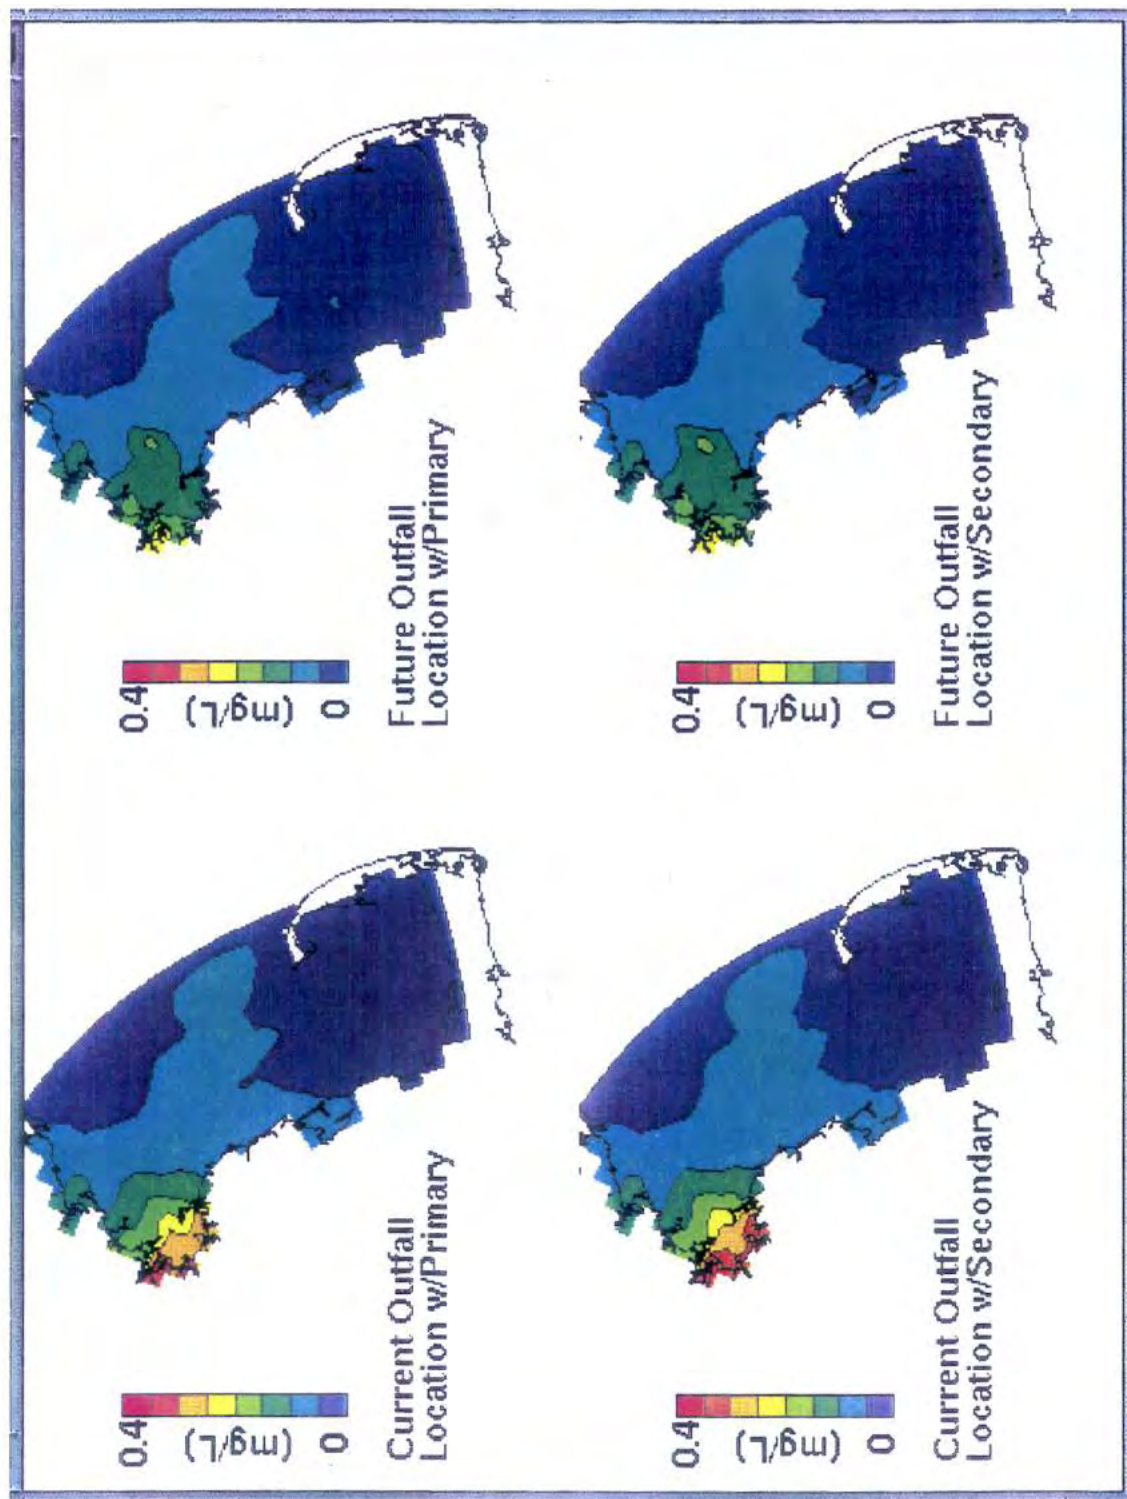 0.4
(mg/L)
0
Current Outfall
Location w/Primary
0.4
(mg/L)
0
Future Outfall
Location w/Primary
0.4
(mg/L)
0
Current Outfall
Location w/Secondary
0.4
(mg/L)
0
Future Outfall
Location w/Secondary